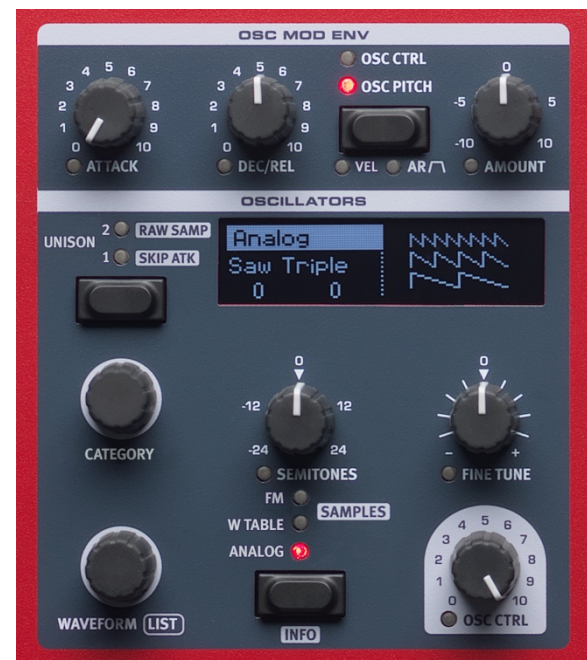 OSC MOD ENV
0 1 2 3 4 5 6 7 8 9 10
ATTACK
0 1 2 3 4 5 6 7 8 9 10
DEC/REL
OSC CTRL
OSC PITCH
VEL AR
-10 -5 0 5 10
AMOUNT
OSCILLATORS
UNISON
2 RAW SAMP
1 SKIP ATK
Analog
Saw Triple
0 0
CATEGORY
-24 -12 0 12 24
SEMITONES
- 0 +
FINE TUNE
FM
W TABLE
SAMPLES
ANALOG
INFO
WAVEFORM LIST
0 1 2 3 4 5 6 7 8 9 10
OSC CTRL